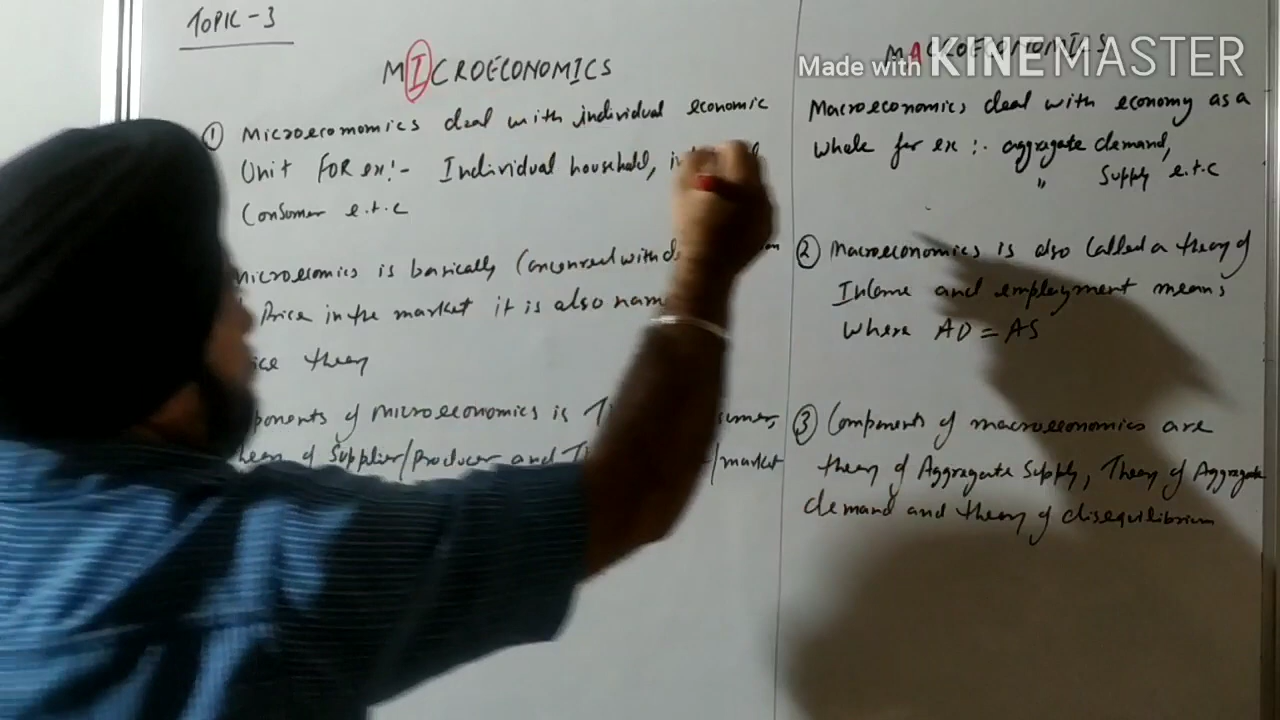 TOPIC - 3
MICROECONOMICS
① Microeromomics deal with individual economic
Unit FOR ex:- Individual household,
Consumer e.t.c
microeomics is basically Concerned with
Price in the market it is also nam
theory
ponents of microeconomics is sumer,
of Supplier/Producer and /market
MACROECONOMICS
Made with KINEMASTER
Macroeconomics deal with economy as a
Whole for ex :- aggregate demand,
" Supply e.t.c
② Macroeconomics is also Called a theory of
Income and employment means
Where AD = AS
③ Components of macroeconomics are
theory of Aggregate Supply, Theory of Aggregate
demand and theory of disequilibrium